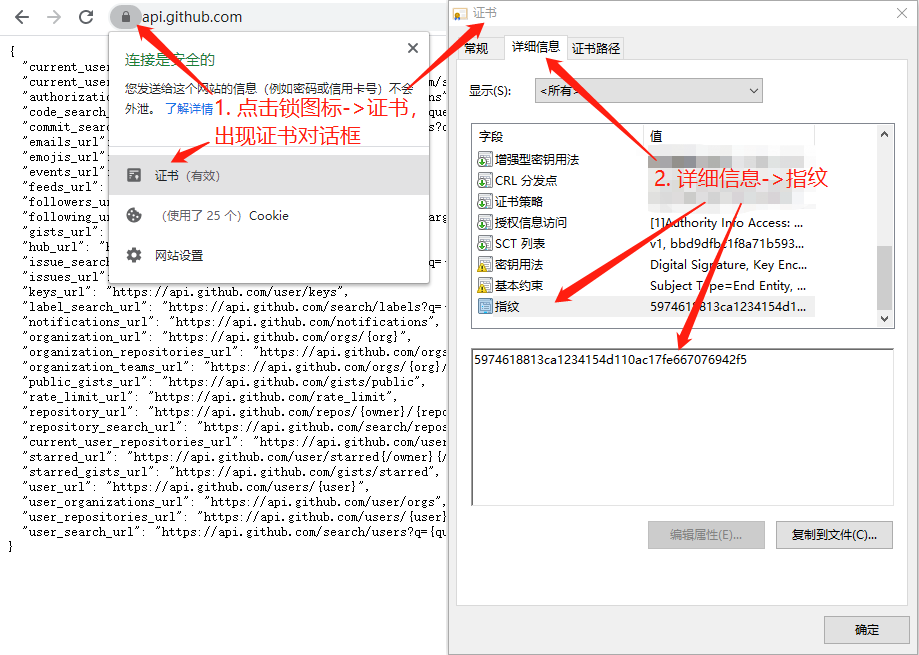 api.github.com
{
"current_use
"current_use
"authorization
"code_search_
"commit_search
"emails_url":
"emojis_url":
"events_url":
"feeds_url":
"followers_ur
"following_ur
"gists_url":
"hub_url": "h
"issue_search_
"issues_url":
"keys_url": "https://api.github.com/user/keys",
"label_search_url": "https://api.github.com/search/labels?q=
"notifications_url": "https://api.github.com/notifications",
"organization_url": "https://api.github.com/orgs/{org}",
"organization_repositories_url": "https://api.github.com/orgs
"organization_teams_url": "https://api.github.com/orgs/{org}/
"public_gists_url": "https://api.github.com/gists/public",
"rate_limit_url": "https://api.github.com/rate_limit",
"repository_url": "https://api.github.com/repos/{owner}/{repo
"repository_search_url": "https://api.github.com/search/repos
"current_user_repositories_url": "https://api.github.com/user
"starred_url": "https://api.github.com/user/starred{/owner}{/
"starred_gists_url": "https://api.github.com/gists/starred",
"user_url": "https://api.github.com/users/{user}",
"user_organizations_url": "https://api.github.com/user/orgs",
"user_repositories_url": "https://api.github.com/users/{user}
"user_search_url": "https://api.github.com/search/users?q={qu
}
连接是安全的
您发送给这个网站的信息（例如密码或信用卡号）不会
外泄。 了解详情
证书（有效）
（使用了 25 个）Cookie
网站设置
1. 点击锁图标->证书，
出现证书对话框
证书
常规 详细信息 证书路径
显示(S): <所有>
字段 值
增强型密钥用法
CRL 分发点
证书策略
授权信息访问 [1]Authority Info Access: ...
SCT 列表 v1, bbd9dfbc1f8a71b593...
密钥用法 Digital Signature, Key Enc...
基本约束 Subject Type=End Entity, ...
指纹 5974618813ca1234154d1...
2. 详细信息->指纹
5974618813ca1234154d110ac17fe667076942f5
编辑属性(E)... 复制到文件(C)...
确定